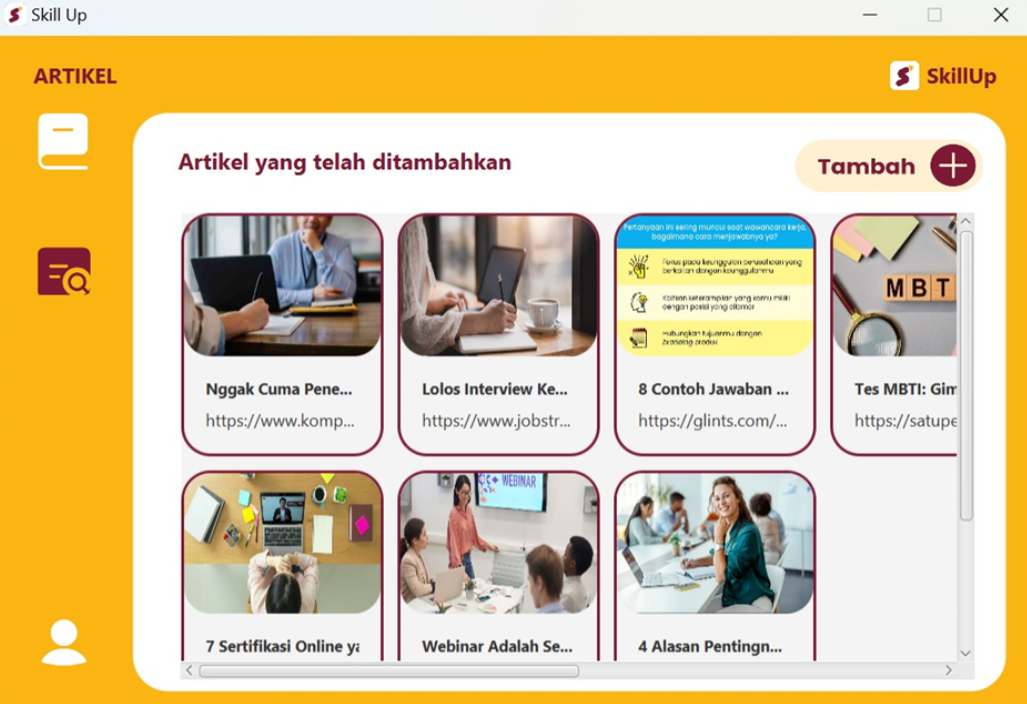 Skill Up
ARTIKEL
SkillUp
Artikel yang telah ditambahkan
Tambah
Pertanyaan ini sering muncul saat wawancara kerja,
bagaimana cara menjawabnya ya?
Fokus pada keunggulan perusahaan yang
berkaitan dengan keunggulanmu
Kaitkan keterampilan yang kamu miliki
dengan posisi yang dilamar
Hubungkan tujuanmu dengan
branding produk
MBT
Nggak Cuma Pene...
https://www.komp...
Lolos Interview Ke...
https://www.jobstr...
8 Contoh Jawaban ...
https://glints.com/...
Tes MBTI: Gim
https://satupe
WEBINAR
7 Sertifikasi Online ya
Webinar Adalah Se...
4 Alasan Pentingn...